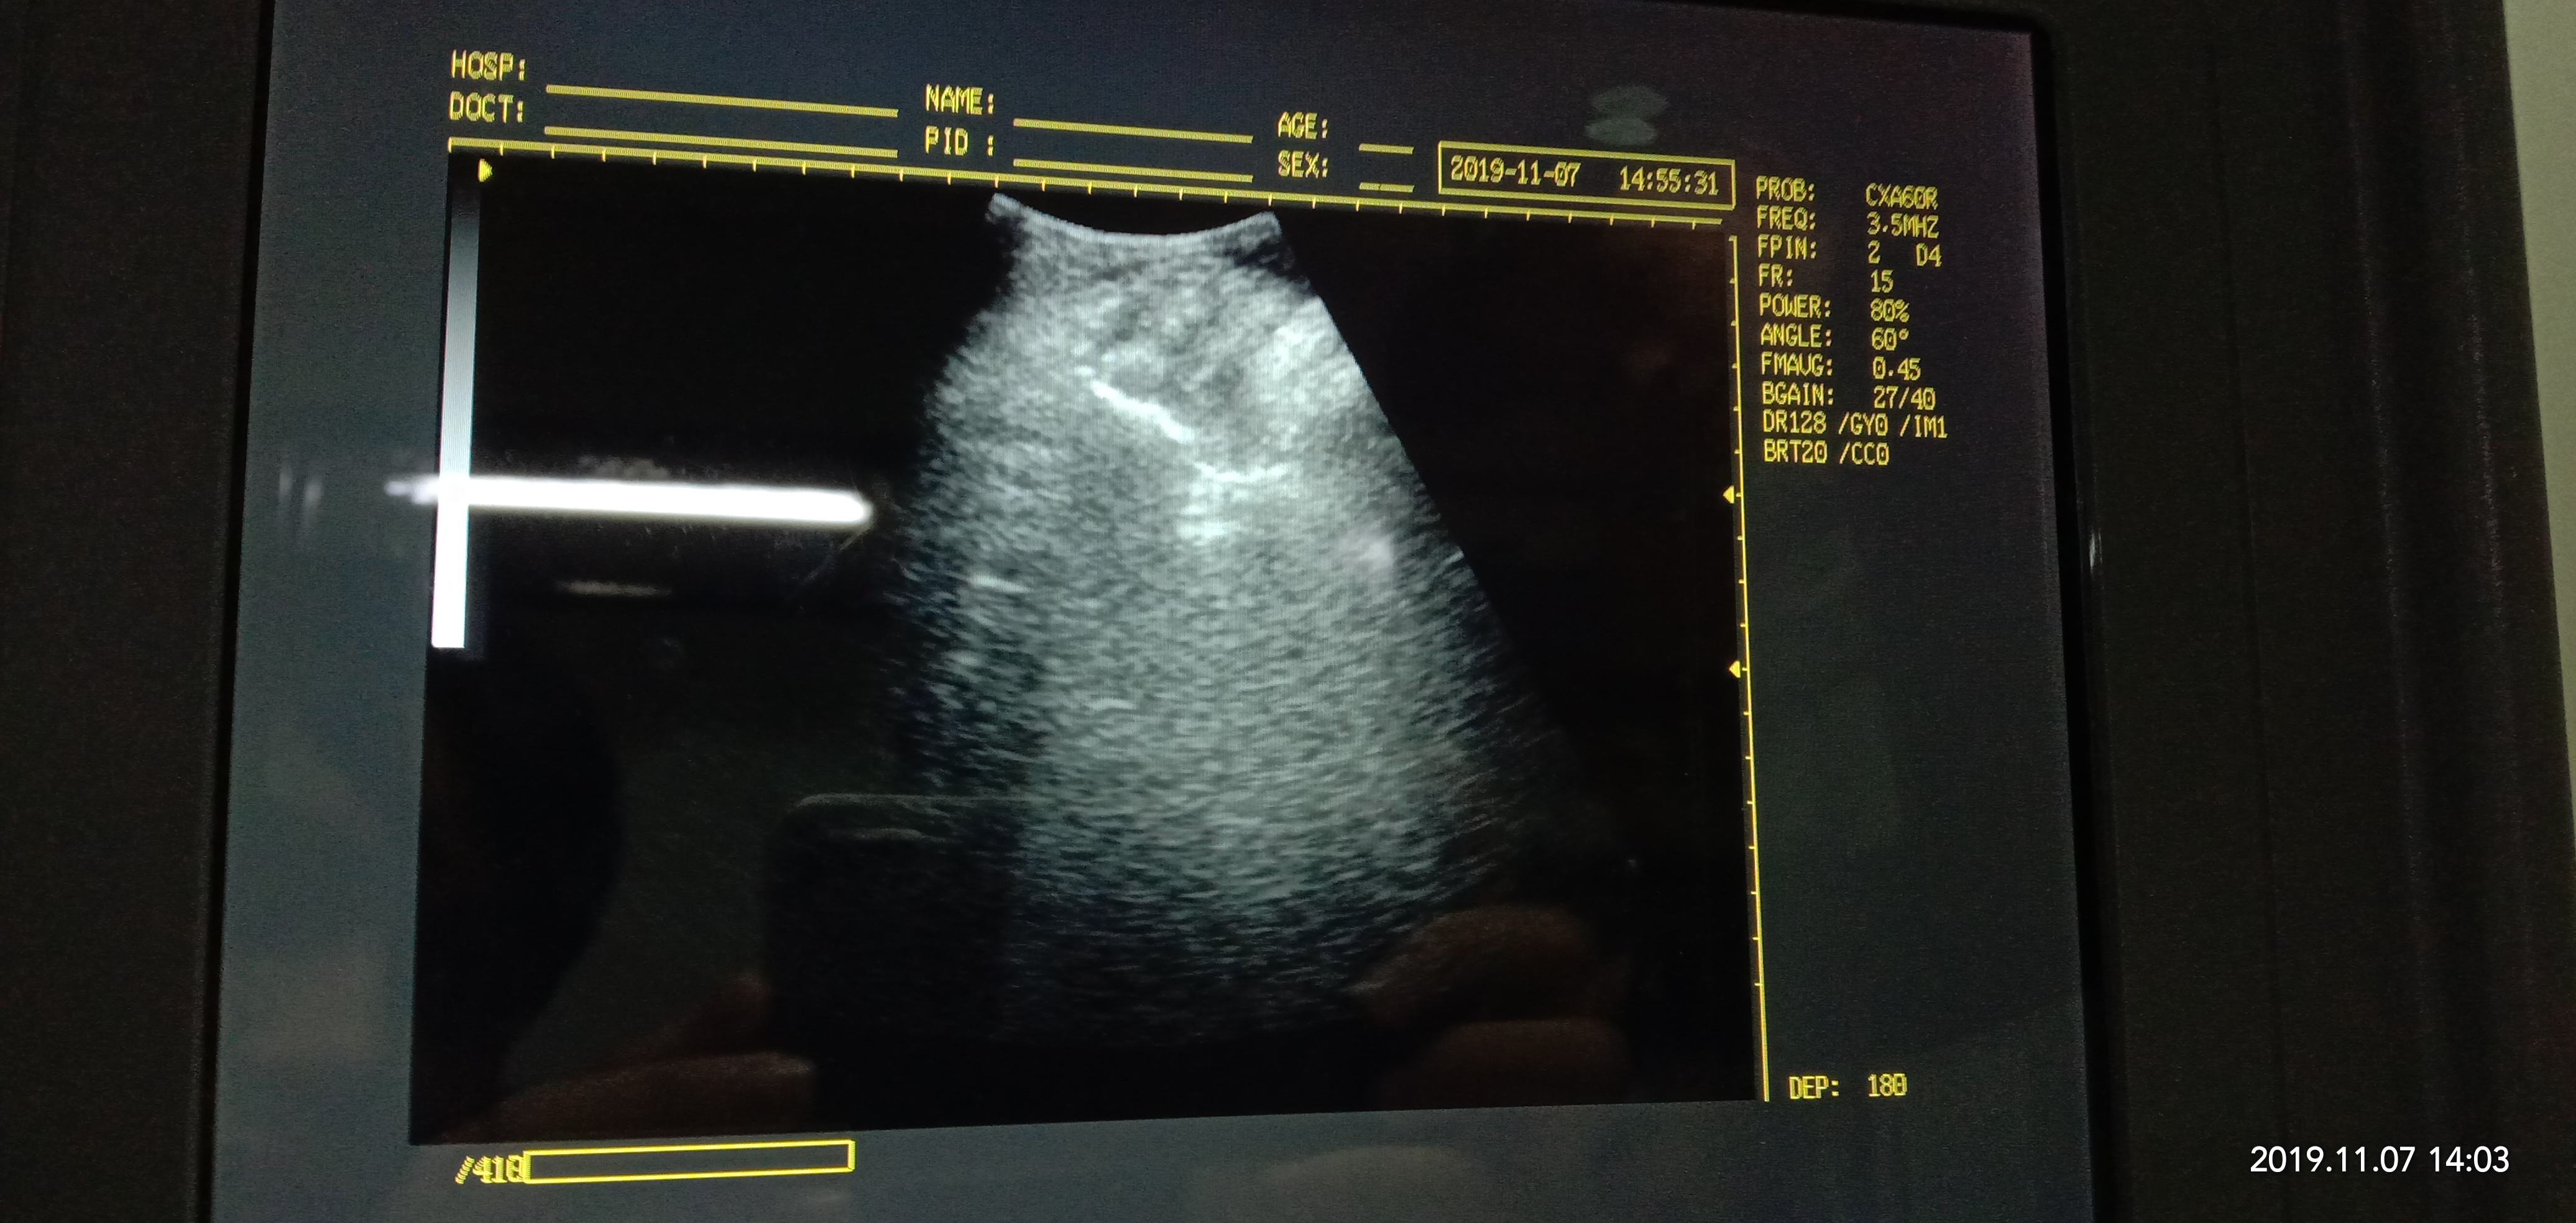 HOSP:
DOCT:
NAME:
PID :
AGE:
SEX:
2019-11-07 14:55:31
PROB: CXA60R
FREQ: 3.5MHZ
FPIN: 2 D4
FR: 15
POWER: 80%
ANGLE: 60°
FMAVG: 0.45
BGAIN: 27/40
DR128 /GY0 /IM1
BRT20 /CC0
DEP: 180
/410
2019.11.07 14:03